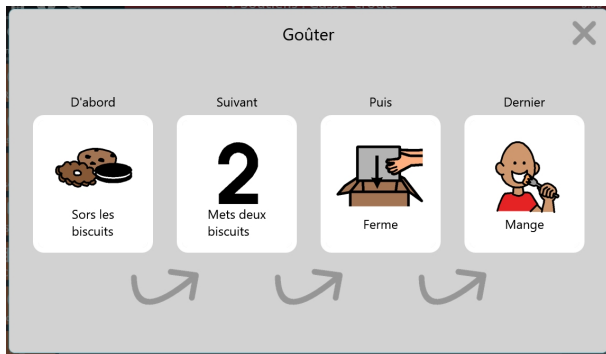 Goûter
D'abord
Suivant
Puis
Dernier
Sors les
biscuits
2
Mets deux
biscuits
Ferme
Mange